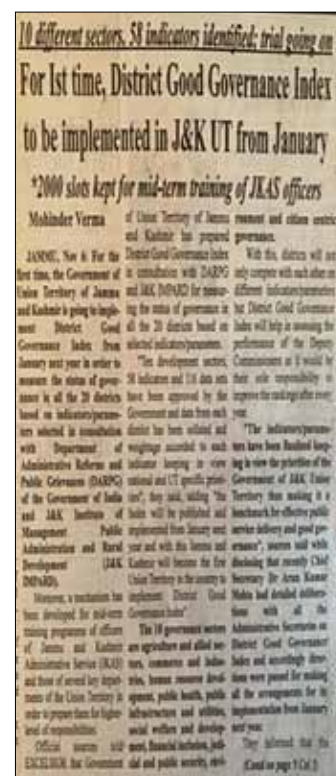 10 different sectors, 58 indicators identified; trial going on
For Ist time, District Good Governance Index
to be implemented in J&K UT from January
*2000 slots kept for mid-term training of JKAS officers
Mohinder Verma
JAMMU, Nov 6: For the
first time, the Government of
Union Territory of Jammu
and Kashmir is going to imple-
ment District Good
Governance Index from
January next year in order to
measure the status of gover-
nance in all the 20 districts
based on indicators/parame-
ters selected in consultation
with Department of
Administrative Reforms and
Public Grievances (DARPG)
of the Government of India
and J&K Institute of
Management Public
Administration and Rural
Development (J&K
IMPARD).
Moreover, a mechanism has
been developed for mid-term
training programme of officers
of Jammu and Kashmir
Administrative Service (JKAS)
and those of several key depart-
ments of the Union Territory in
order to prepare them for higher
level of responsibilities.
Official sources told
EXCELSIOR that Government
of Union Territory of Jammu
and Kashmir has prepared
District Good Governance Index
in consultation with DARPG
and J&K IMPARD for measur-
ing the status of governance in
all the 20 districts based on
selected indicators/parameters.
"Ten development sectors,
58 indicators and 116 data sets
have been approved by the
Government and data from each
district has been collated and
weightage accorded to each
indicator keeping in view
national and UT specific priori-
ties", they said, adding "the
Index will be published and
implemented from January next
year and with this Jammu and
Kashmir will become the first
Union Territory in the country to
implement District Good
Governance Index".
The 10 government sectors
are agriculture and allied sec-
tors, commerce and indus-
tries, human resource devel-
opment, public health, public
infrastructure and utilities,
social welfare and develop-
ment, financial inclusion, judi-
cial and public security, envi-
ronment and citizen centric
governance.
With this, districts will not
only compete with each other on
different indicators/parameters
but District Good Governance
Index will help in assessing the
performance of the Deputy
Commissioners as it would be
their sole responsibility to
improve the rankings after every
year.
"The indicators/parame-
ters have been finalized keep-
ing in view the priorities of the
Government of J&K Union
Territory thus making it a
benchmark for effective public
service delivery and good gov-
ernance", sources said while
disclosing that recently Chief
Secretary Dr Arun Kumar
Mehta had detailed delibera-
tions with all the
Administrative Secretaries on
District Good Governance
Index and accordingly direc-
tions were passed for making
all the arrangements for its
implementation from January
next year.
They informed that the
(Contd on page 9 Col 3)